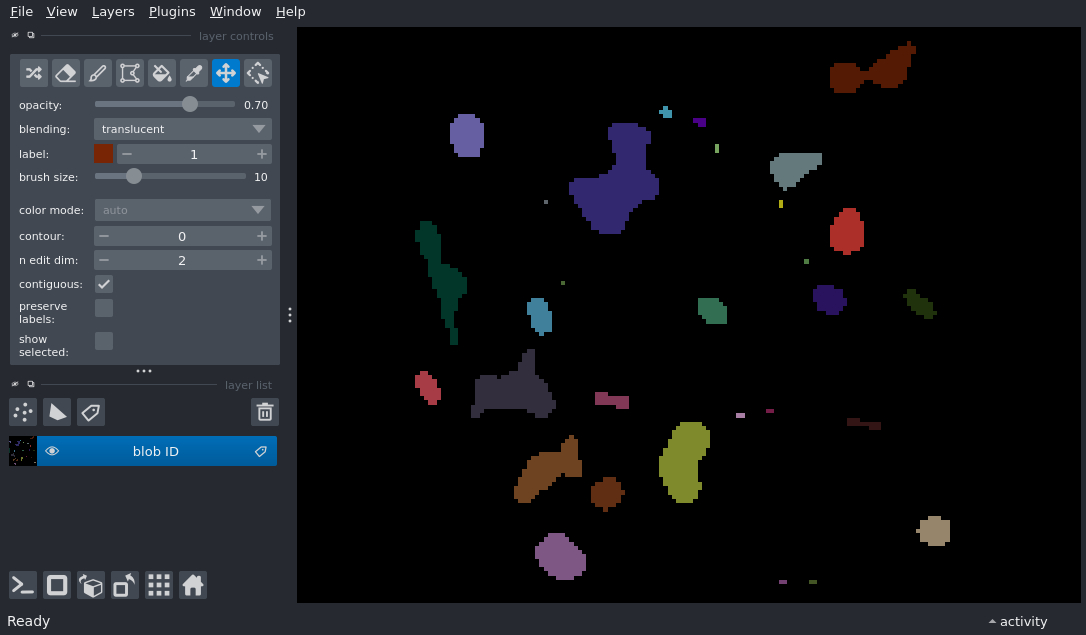 File View Layers Plugins Window Help
layer controls
opacity: 0.70
blending: translucent
label: 1
brush size: 10
color mode: auto
contour: 0
n edit dim: 2
contiguous:
preserve
labels:
show
selected:
layer list
blob ID
Ready activity